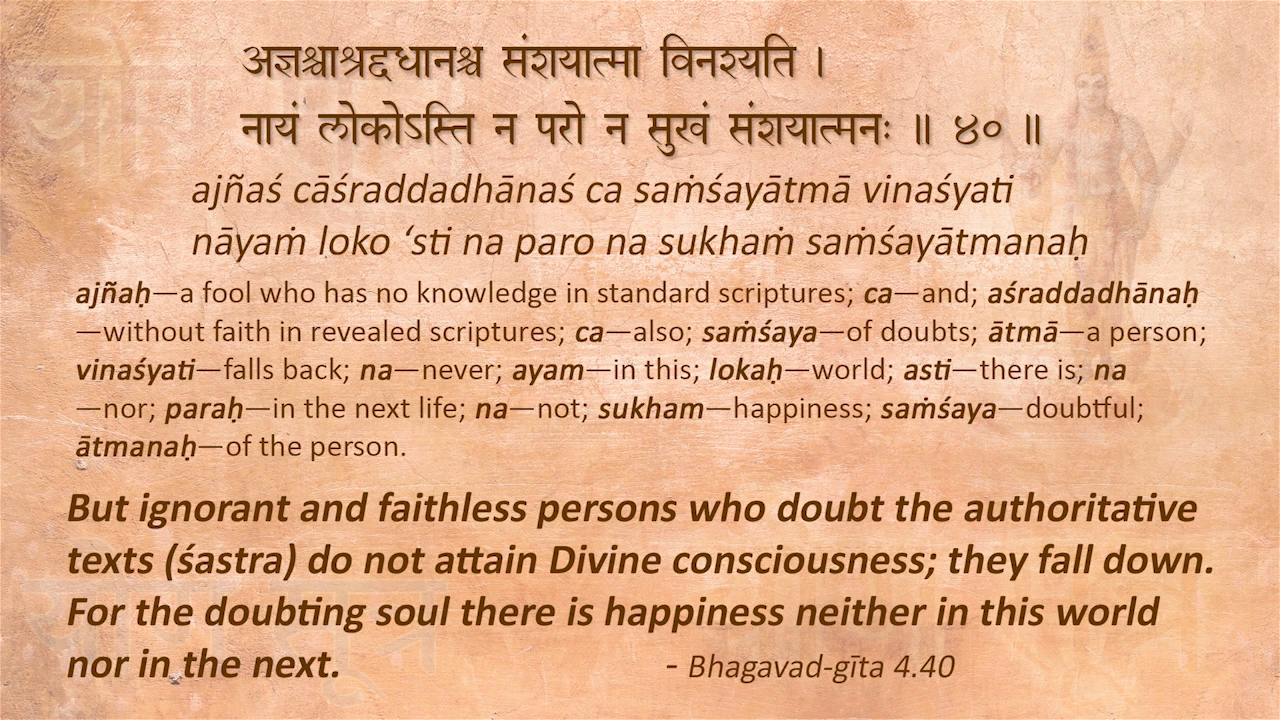 अज्ञश्चाश्रद्दधानश्च संशयात्मा विनश्यति ।
नायं लोकोऽस्ति न परो न सुखं संशयात्मनः ॥ ४० ॥
ajñaś cāśraddadhānaś ca saṁśayātmā vinaśyati
nāyaṁ loko ‘sti na paro na sukhaṁ saṁśayātmanaḥ
ajñaḥ—a fool who has no knowledge in standard scriptures; ca—and; aśraddadhānaḥ
—without faith in revealed scriptures; ca—also; saṁśaya—of doubts; ātmā—a person;
vinaśyati—falls back; na—never; ayam—in this; lokaḥ—world; asti—there is; na
—nor; paraḥ—in the next life; na—not; sukham—happiness; saṁśaya—doubtful;
ātmanaḥ—of the person.
But ignorant and faithless persons who doubt the authoritative
texts (śastra) do not attain Divine consciousness; they fall down.
For the doubting soul there is happiness neither in this world
nor in the next. - Bhagavad-gīta 4.40